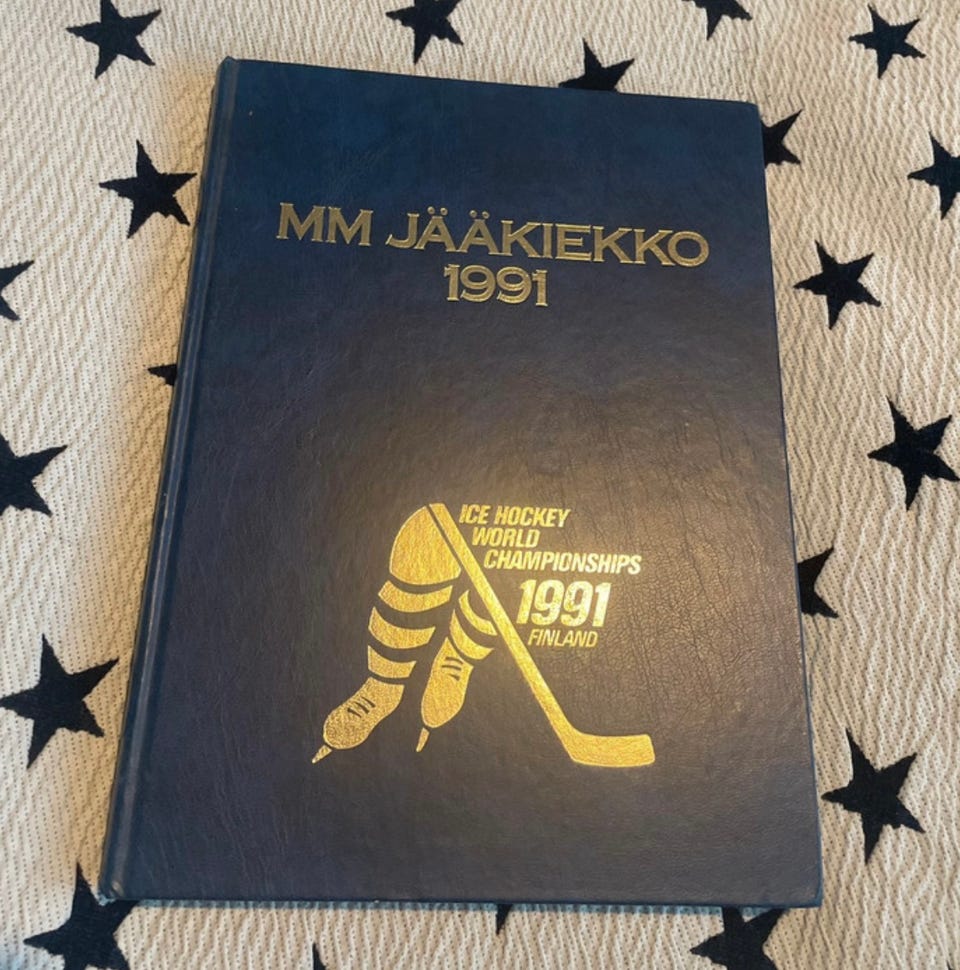 MM JÄÄKIEKKO
1991
ICE HOCKEY
WORLD
CHAMPIONSHIPS
1991
FINLAND